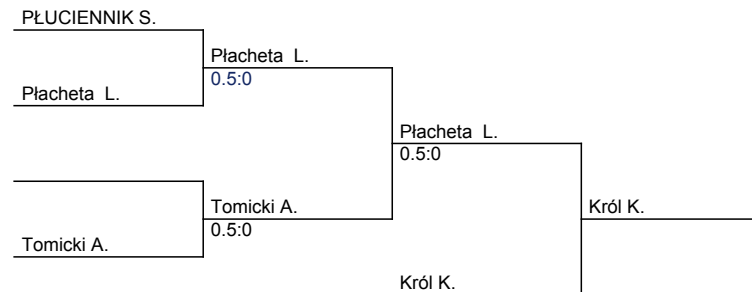 PŁUCIENNIK S.
Płacheta  L.
0.5:0
Płacheta  L.
Płacheta  L.
0.5:0
Tomicki A.
0.5:0
Król K.
Tomicki A.
Król K.